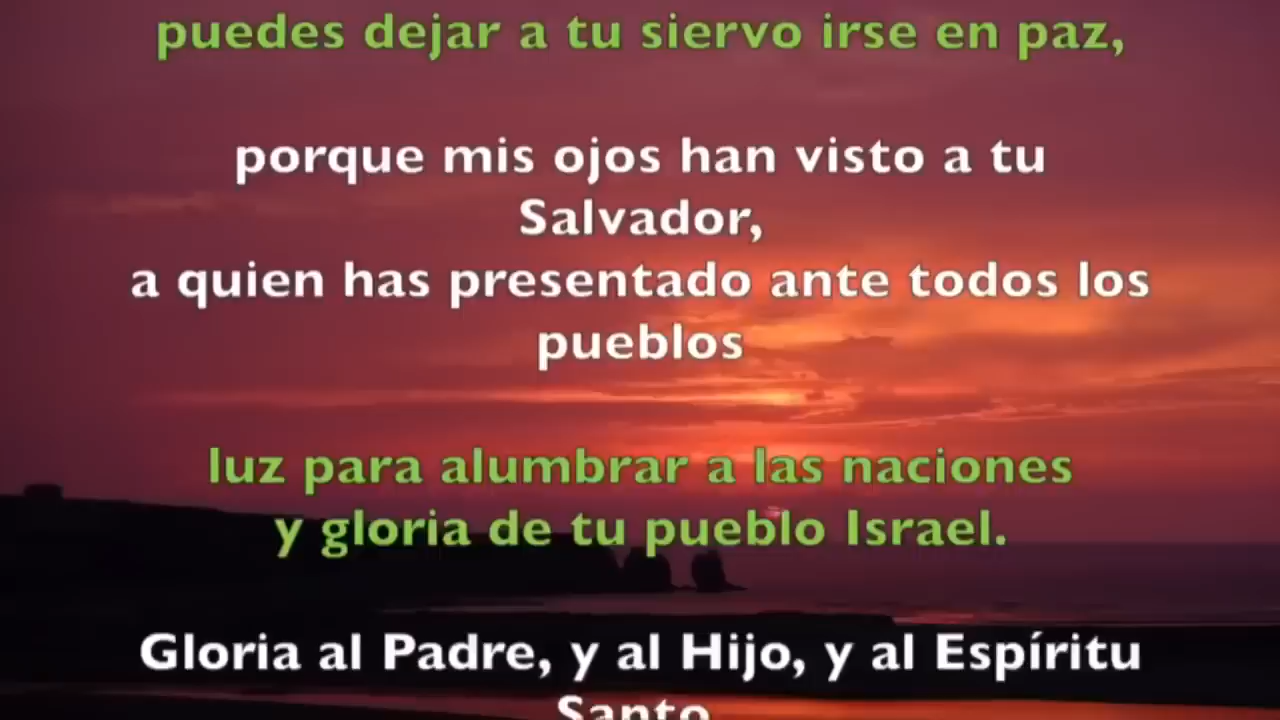 puedes dejar a tu siervo irse en paz,
porque mis ojos han visto a tu
Salvador,
a quien has presentado ante todos los
pueblos
luz para alumbrar a las naciones
y gloria de tu pueblo Israel.
Gloria al Padre, y al Hijo, y al Espíritu
Santo